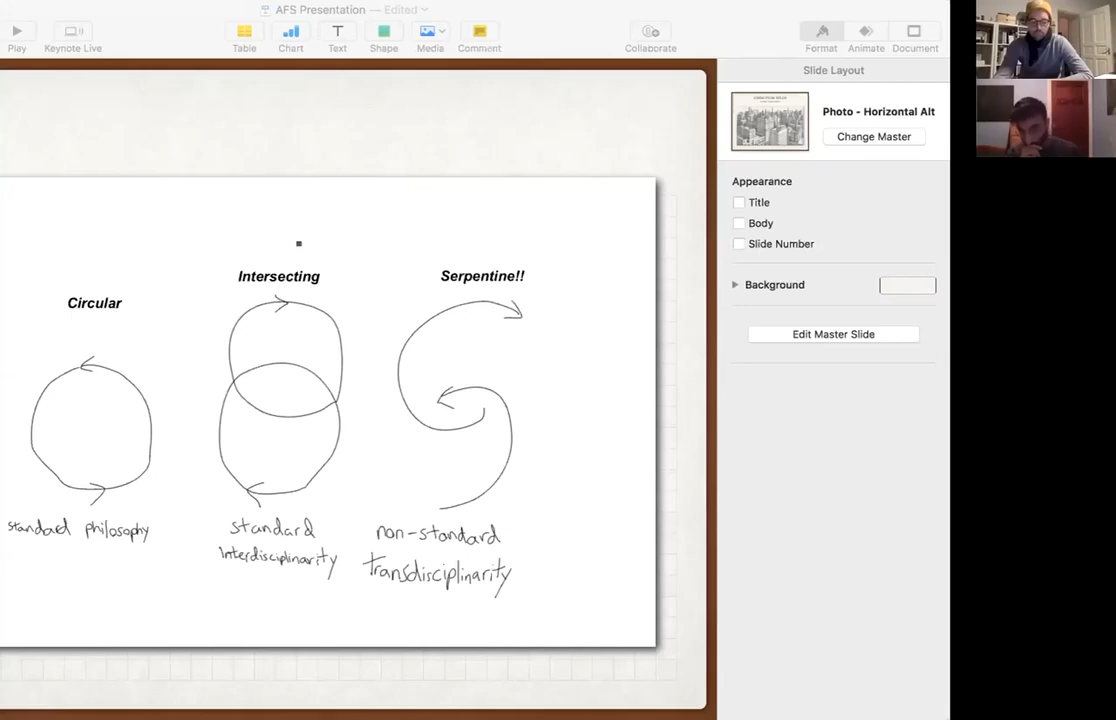 AFS Presentation — Edited
Play
Keynote Live
Table
Chart
Text
Shape
Media
Comment
Collaborate
Format
Animate
Document
Slide Layout
Photo - Horizontal Alt
Change Master
Appearance
Title
Body
Slide Number
Background
Edit Master Slide
Circular
Intersecting
Serpentine!!
standard philosophy
standard
Interdisciplinarity
non-standard
transdisciplinarity